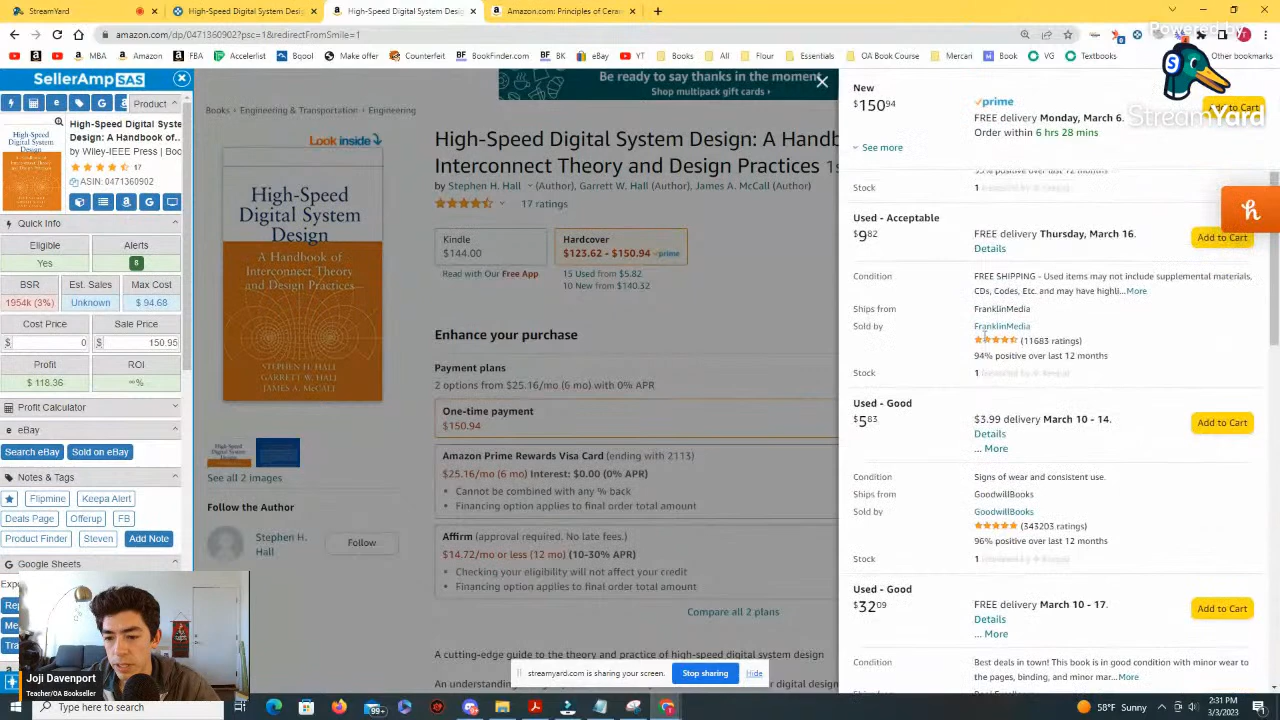 StreamYard
High-Speed Digital System Desi
High-Speed Digital System Desi
Amazon.com: Principles of Ceram
amazon.com/dp/0471360902?psc=1&redirectFromSmile=1
Powered by
StreamYard
Amazon
FBA
Accelerist
Bqool
Offer Mike
Counterfeit
BookFinder.com
BK
eBay
YT
Books
All
Flour
Essentials
OA Book Course
Mercari
Book
VG
Textbooks
Other bookmarks
SellerAmp SAS
Product
High-Speed Digital System
Design: A Handbook of..
by Wiley-IEEE Press
17
ASIN: 0471360902
Quick Info
Eligible
Alerts
Yes
8
BSR
Est. Sales
Max Cost
1954k (3%)
Unknown
$ 94.68
Cost Price
Sale Price
$
0
$
150.95
Profit
ROI
$ 118.36
∞%
Profit Calculator
eBay
Search eBay
Sold on eBay
Notes & Tags
Flipmine
Keepa Alert
Deals Page
Offerup
FB
Product Finder
Steven
Add Note
Google Sheets
Be ready to say thanks in the moment
Shop multipack gift cards ›
Books › Engineering & Transportation › Engineering
Look inside
High-Speed
Digital System
Design
A Handbook of
Interconnect Theory
and Design Practices
STEPHEN H. HALL
GARRETT W. HALL
JAMES A. McCALL
See all 2 images
Follow the Author
Stephen H.
Hall
Follow
High-Speed Digital System Design: A Handb
Interconnect Theory and Design Practices 1s
by Stephen H. Hall (Author), Garrett W. Hall (Author), James A. McCall (Author)
17 ratings
Kindle
$144.00
Hardcover
$123.62 - $150.94 prime
Read with Our Free App
15 Used from $5.82
10 New from $140.32
Enhance your purchase
Payment plans
2 options from $25.16/mo (6 mo) with 0% APR
One-time payment
$150.94
Amazon Prime Rewards Visa Card (ending with 2113)
$25.16/mo (6 mo) Interest: $0.00 (0% APR)
• Cannot be combined with any % back
• Financing option applies to final order total amount
Affirm (approval required. No late fees.)
$14.72/mo or less (12 mo) (10-30% APR)
• Checking your eligibility will not affect your credit
• Financing option applies to final order total amount
Compare all 2 plans
A cutting-edge guide to the theory and practice of high-speed digital system design
New
$150 94
prime
FREE delivery Monday, March 6.
Order within 6 hrs 28 mins
Add to Cart
See more
Stock
1
Used - Acceptable
$9 82
FREE delivery Thursday, March 16.
Details
Add to Cart
Condition
FREE SHIPPING - Used items may not include supplemental materials,
CDs, Codes, Etc. and may have highli...More
Ships from
FranklinMedia
Sold by
FranklinMedia
(11683 ratings)
94% positive over last 12 months
Stock
1
Used - Good
$5 83
$3.99 delivery March 10 - 14.
Details
... More
Add to Cart
Condition
Signs of wear and consistent use.
Ships from
GoodwillBooks
Sold by
GoodwillBooks
(343203 ratings)
96% positive over last 12 months
Stock
1
Used - Good
$32 09
FREE delivery March 10 - 17.
Details
... More
Add to Cart
Condition
Best deals in town! This book is in good condition with minor wear to
the pages, binding, and minor mar...More
streamyard.com is sharing your screen.
Stop sharing
Hide
Joji Davenport
Teacher/OA Bookseller
Type here to search
99+
58°F Sunny
2:31 PM
3/3/2023